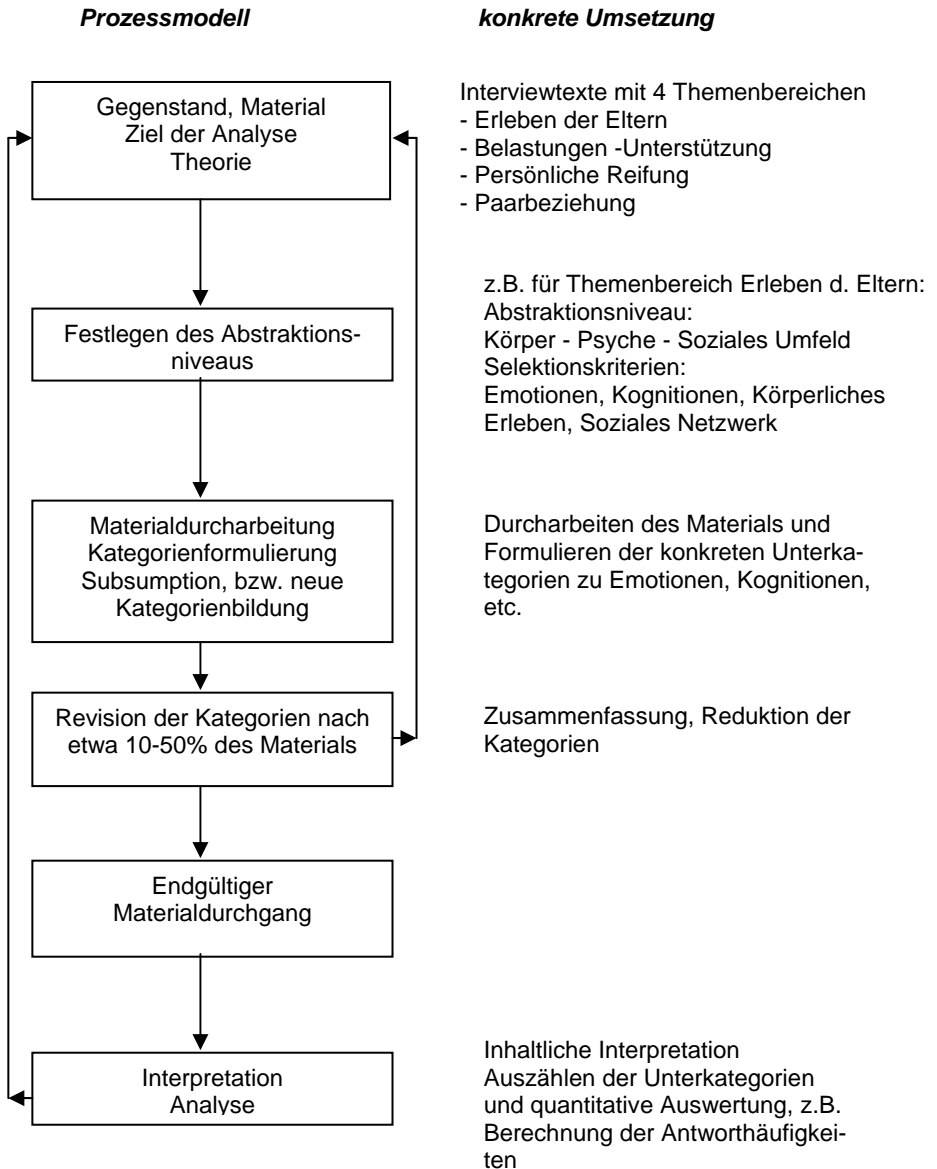 Prozessmodell
konkrete Umsetzung
Gegenstand, Material
Ziel der Analyse
Theorie
Interviewtexte mit 4 Themenbereichen
- Erleben der Eltern
- Belastungen -Unterstützung
- Persönliche Reifung
- Paarbeziehung
Festlegen des Abstraktions-
niveaus
z.B. für Themenbereich Erleben d. Eltern:
Abstraktionsniveau:
Körper - Psyche - Soziales Umfeld
Selektionskriterien:
Emotionen, Kognitionen, Körperliches
Erleben, Soziales Netzwerk
Materialdurcharbeitung
Kategorienformulierung
Subsumption, bzw. neue
Kategorienbildung
Durcharbeiten des Materials und
Formulieren der konkreten Unterka-
tegorien zu Emotionen, Kognitionen,
etc.
Revision der Kategorien nach
etwa 10-50% des Materials
Zusammenfassung, Reduktion der
Kategorien
Endgültiger
Materialdurchgang
Interpretation
Analyse
Inhaltliche Interpretation
Auszählen der Unterkategorien
und quantitative Auswertung, z.B.
Berechnung der Antworthäufigkei-
ten